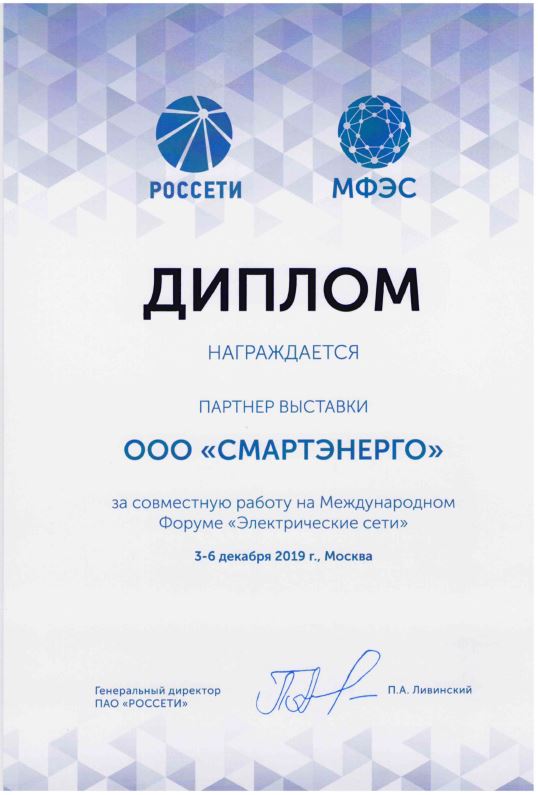 РОССЕТИ
МФЭС
ДИПЛОМ
НАГРАЖДАЕТСЯ
ПАРТНЕР ВЫСТАВКИ
ООО «СМАРТЭНЕРГО»
за совместную работу на Международном
Форуме «Электрические сети»
3-6 декабря 2019 г., Москва
Генеральный директор
ПАО «РОССЕТИ»
П.А. Ливинский